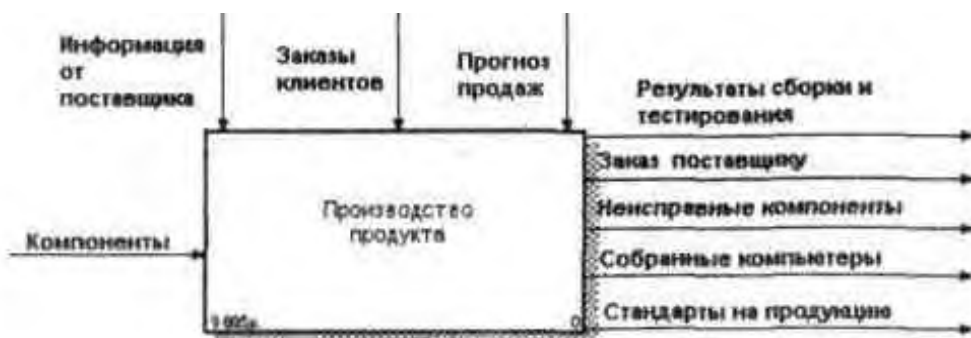 Информация
от
поставщика
Заказы
клиентов
Прогноз
продаж
Результаты сборки и
тестирования
Заказ поставщику
Неисправные компоненты
Компоненты
Производство
продукта
Собранные компьютеры
Стандарты на продукцию
0